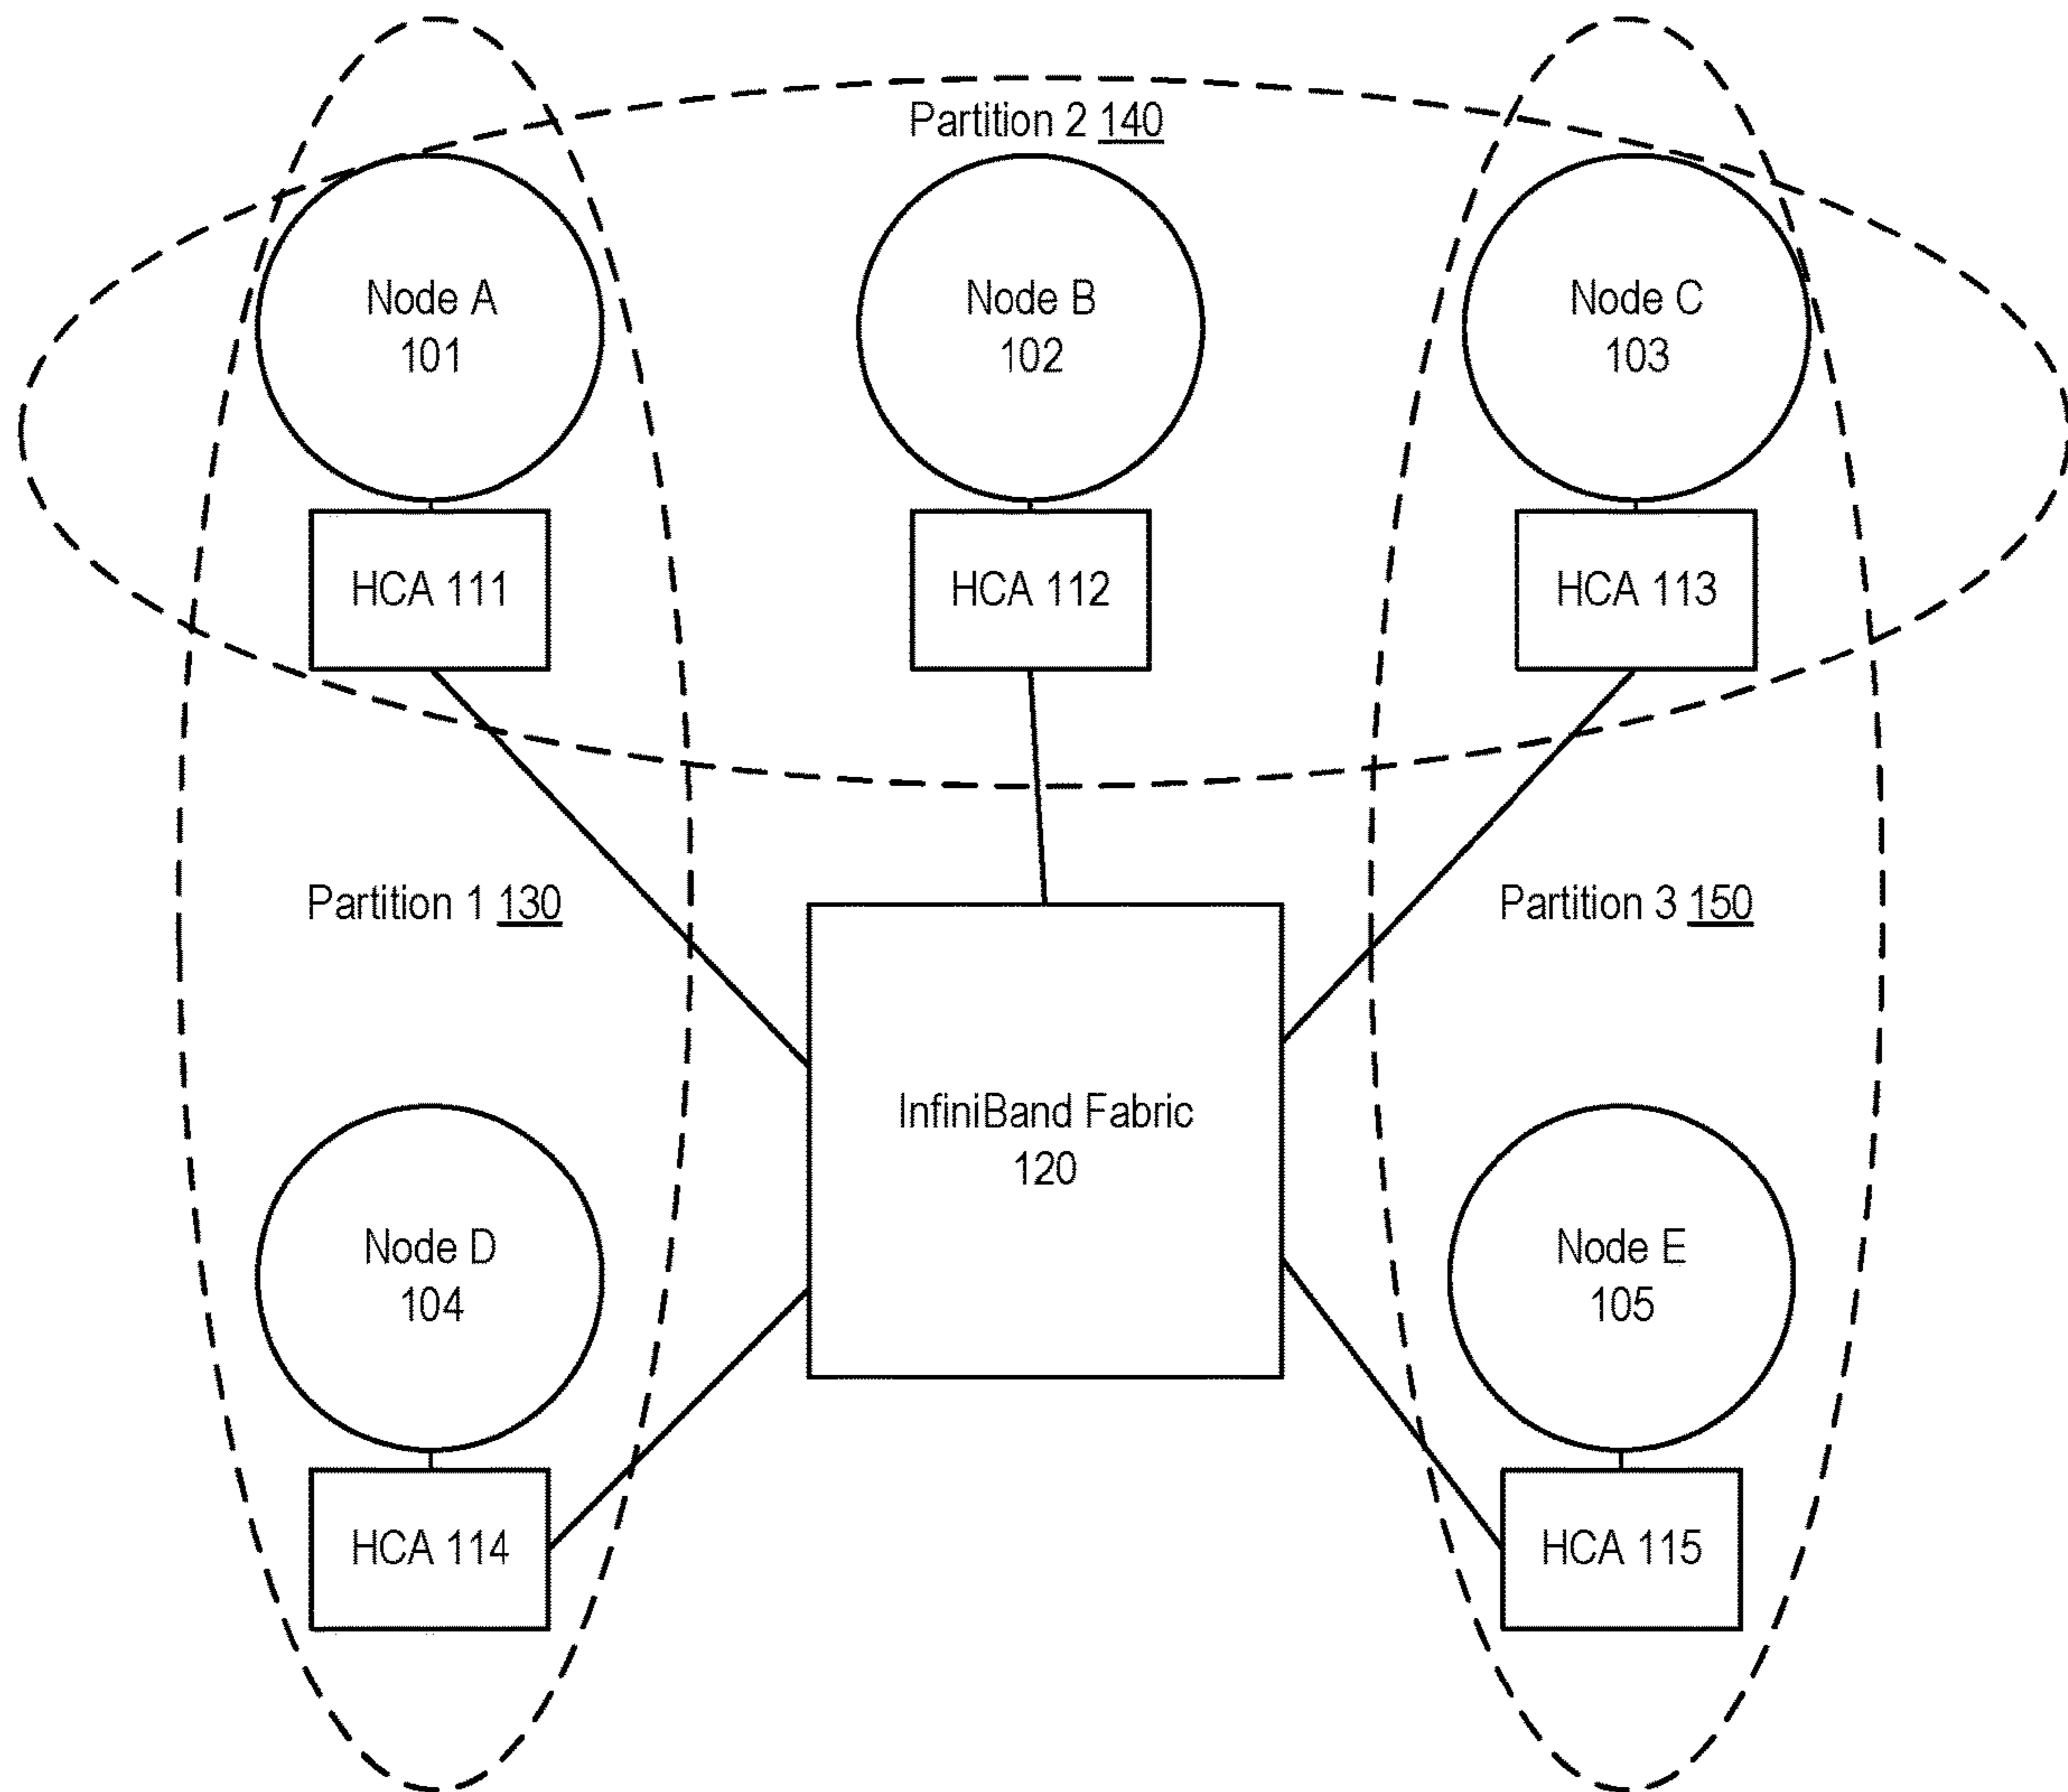 Partition 2 140
Node A
101
Node B
102
Node C
103
HCA 111
HCA 112
HCA 113
Partition 1 130
Partition 3 150
InfiniBand Fabric
120
Node D
104
Node E
105
HCA 114
HCA 115